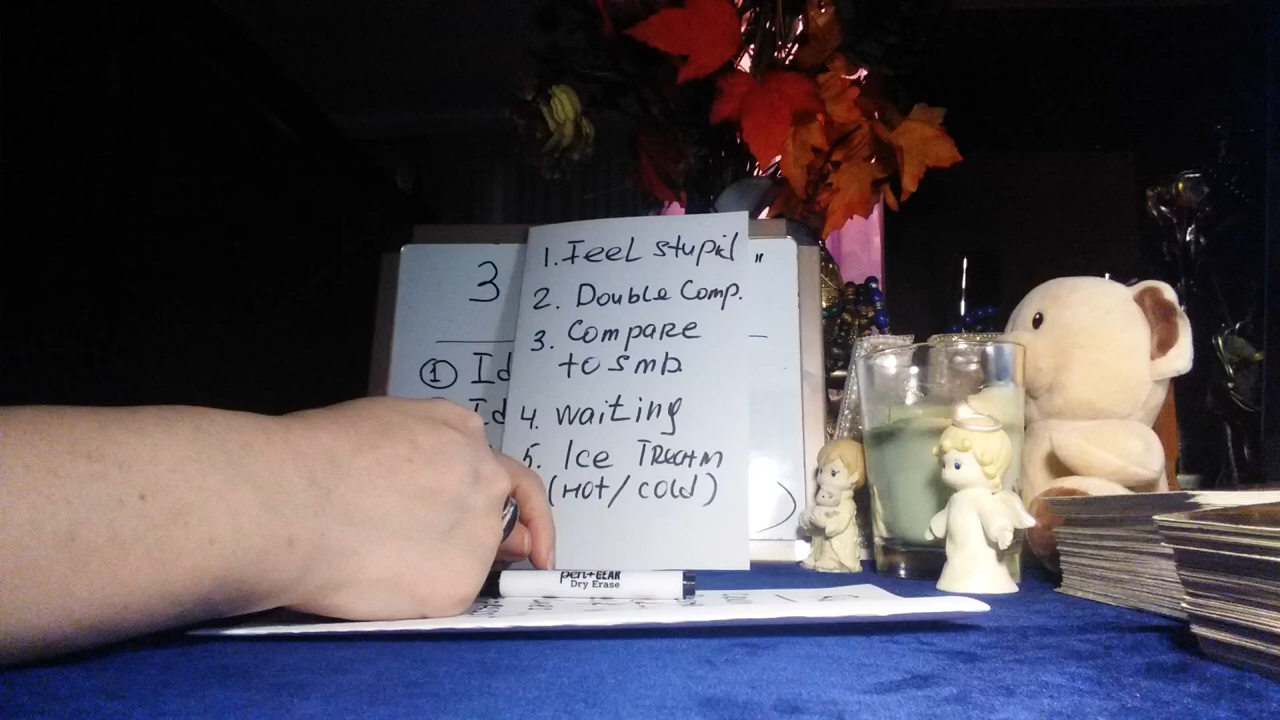 3
"
① Id
Id
1. Feel stupid
2. Double Comp.
3. Compare
to smb
4. waiting
5. Ice Treatm
(Hot/cold)
)
pen+GEAR
Dry Erase